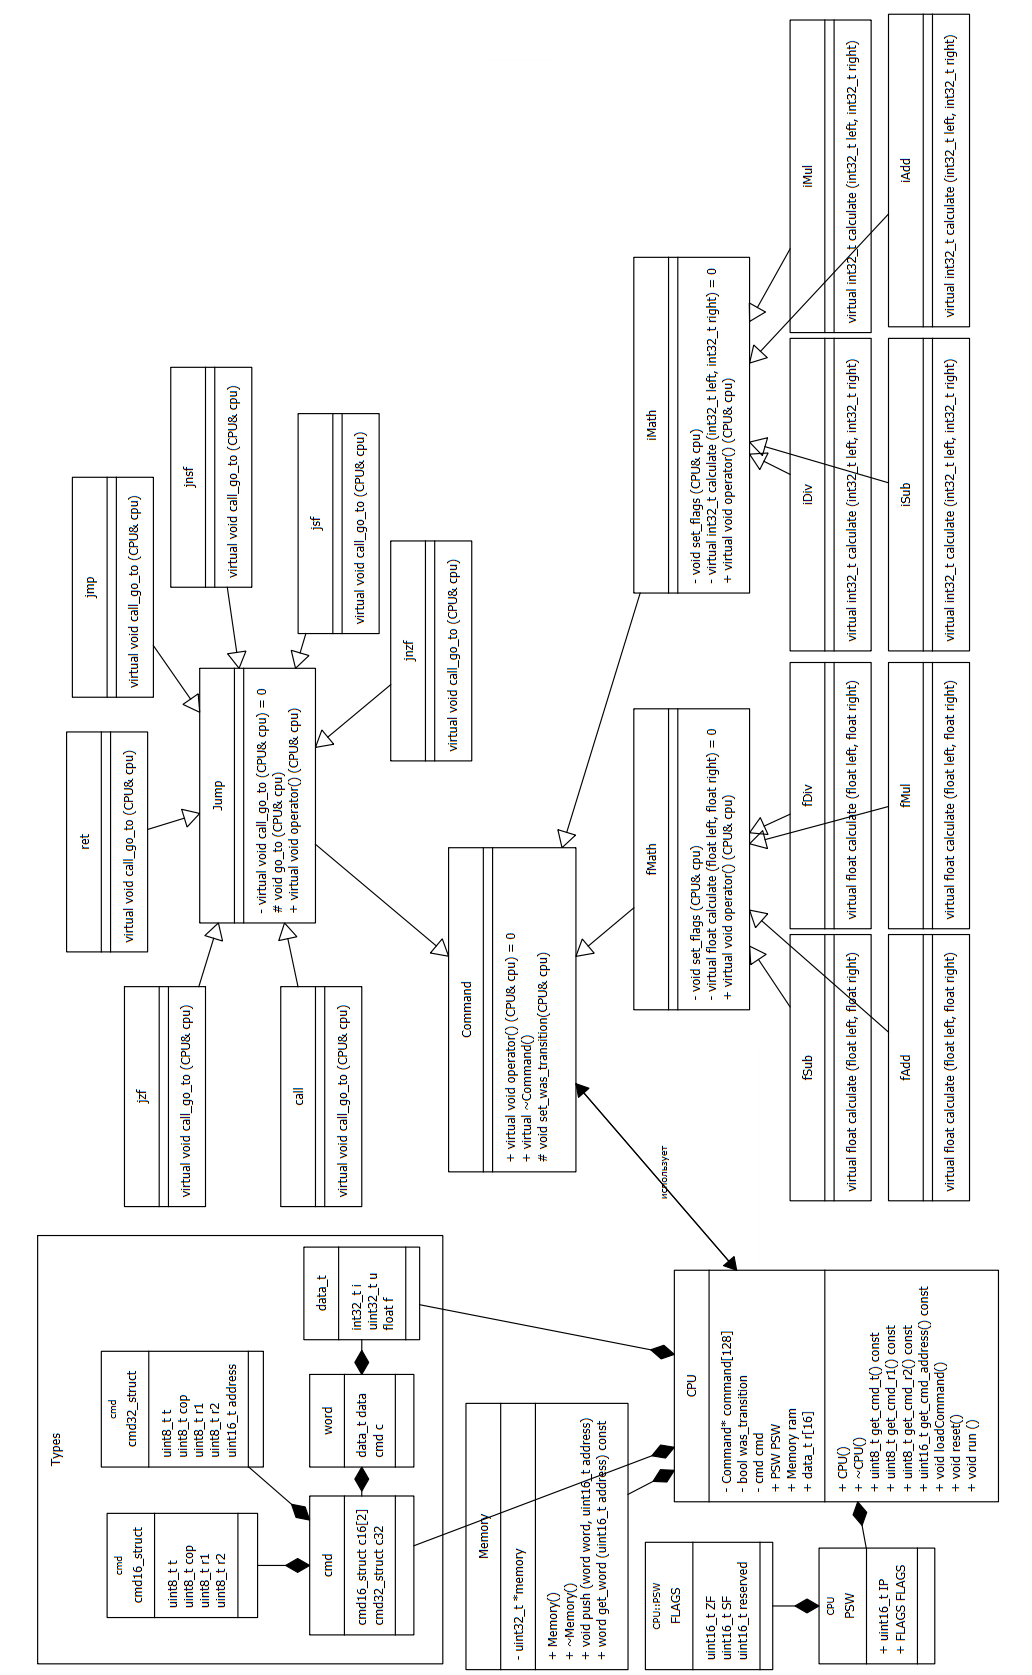 Types
cmd
cmd16_struct
uint8_t t
uint8_t cop
uint8_t r1
uint8_t r2
cmd
cmd32_struct
uint8_t t
uint8_t cop
uint8_t r1
uint8_t r2
uint16_t address
cmd
cmd16_struct c16[2]
cmd32_struct c32
word
data_t data
cmd c
data_t
int32_t i
uint32_t u
float f
Memory
- uint32_t *memory
+ Memory()
+ ~Memory()
+ void push (word word, uint16_t address)
+ word get_word (uint16_t address) const
CPU::PSW
FLAGS
uint16_t ZF
uint16_t SF
uint16_t reserved
CPU
PSW
+ uint16_t IP
+ FLAGS FLAGS
CPU
- Command* command[128]
- bool was_transition
- cmd cmd
+ PSW PSW
+ Memory ram
+ data_t r[16]
+ CPU()
+ ~CPU()
+ uint8_t get_cmd_t() const
+ uint8_t get_cmd_r1() const
+ uint8_t get_cmd_r2() const
+ uint16_t get_cmd_address() const
+ void loadCommand()
+ void reset()
+ void run ()
использует
jzf
virtual void call_go_to (CPU& cpu)
call
virtual void call_go_to (CPU& cpu)
ret
virtual void call_go_to (CPU& cpu)
jmp
virtual void call_go_to (CPU& cpu)
jnsf
virtual void call_go_to (CPU& cpu)
jsf
virtual void call_go_to (CPU& cpu)
jnzf
virtual void call_go_to (CPU& cpu)
Jump
- virtual void call_go_to (CPU& cpu) = 0
# void go_to (CPU& cpu)
+ virtual void operator() (CPU& cpu)
Command
+ virtual void operator() (CPU& cpu) = 0
+ virtual ~Command()
# void set_was_transition(CPU& cpu)
fMath
- void set_flags (CPU& cpu)
- virtual float calculate (float left, float right) = 0
+ virtual void operator() (CPU& cpu)
iMath
- void set_flags (CPU& cpu)
- virtual int32_t calculate (int32_t left, int32_t right) = 0
+ virtual void operator() (CPU& cpu)
fSub
virtual float calculate (float left, float right)
fAdd
virtual float calculate (float left, float right)
fDiv
virtual float calculate (float left, float right)
fMul
virtual float calculate (float left, float right)
iDiv
virtual int32_t calculate (int32_t left, int32_t right)
iSub
virtual int32_t calculate (int32_t left, int32_t right)
iMul
virtual int32_t calculate (int32_t left, int32_t right)
iAdd
virtual int32_t calculate (int32_t left, int32_t right)